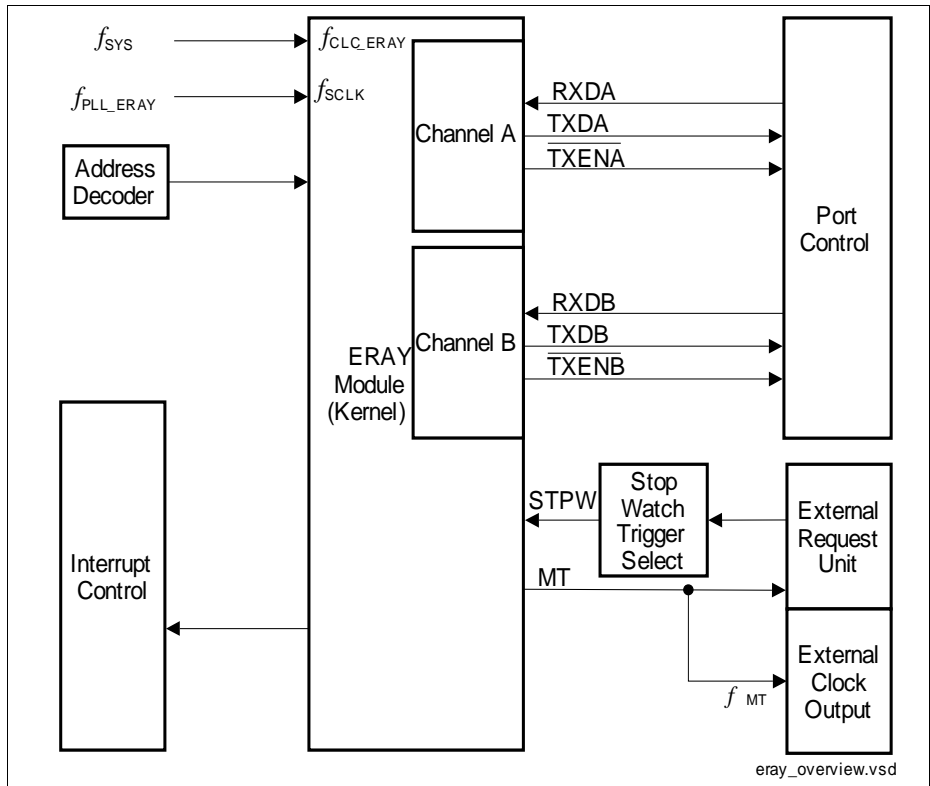 fSYS
fCLC_ERAY
fPLL_ERAY
fSCLK
Address
Decoder
Channel A
RXDA
TXDA
TXENA
Port
Control
Channel B
RXDB
TXDB
TXENB
ERAY
Module
(Kernel)
Interrupt
Control
STPW
Stop
Watch
Trigger
Select
External
Request
Unit
MT
External
Clock
Output
f MT
eray_overview.vsd